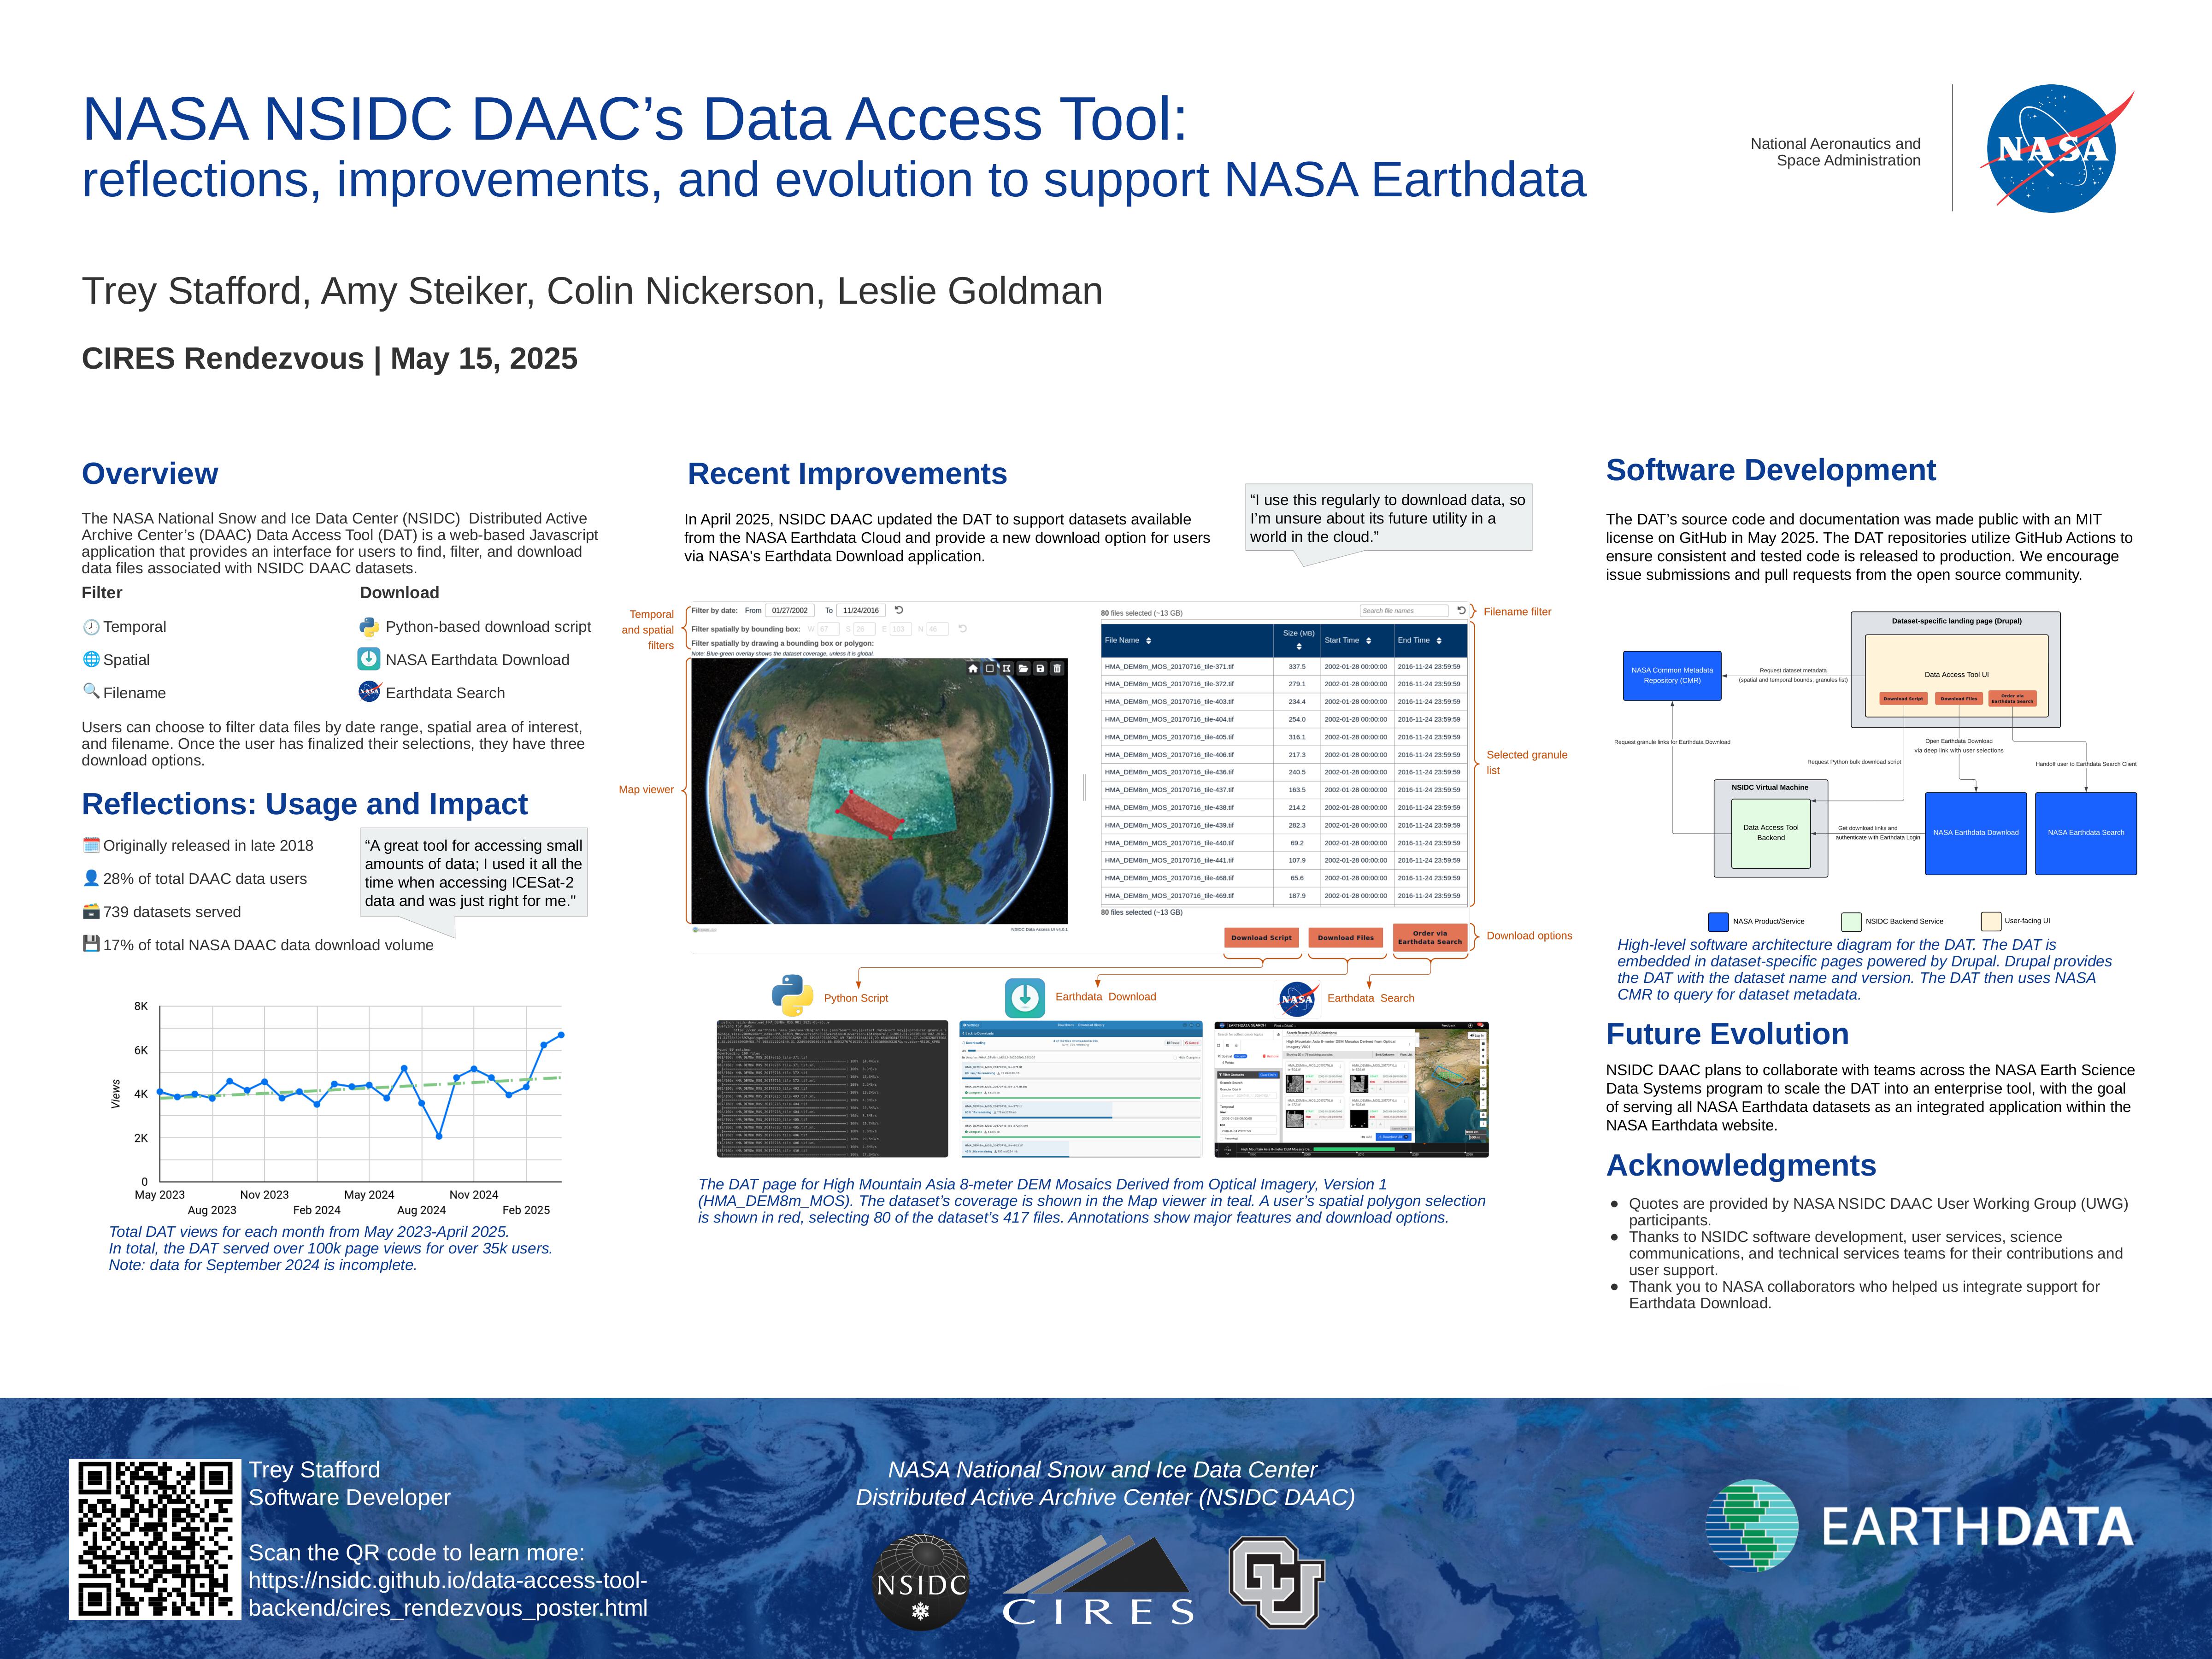 NASA NSIDC DAAC’s Data Access Tool:
reflections, improvements, and evolution to support NASA Earthdata
National Aeronautics and
Space Administration
NASA
Trey Stafford, Amy Steiker, Colin Nickerson, Leslie Goldman
CIRES Rendezvous | May 15, 2025
Overview
The NASA National Snow and Ice Data Center (NSIDC) Distributed Active
Archive Center’s (DAAC) Data Access Tool (DAT) is a web-based Javascript
application that provides an interface for users to find, filter, and download
data files associated with NSIDC DAAC datasets.
Filter
Temporal
Spatial
Filename
Download
Python-based download script
NASA Earthdata Download
Earthdata Search
Users can choose to filter data files by date range, spatial area of interest,
and filename. Once the user has finalized their selections, they have three
download options.
Reflections: Usage and Impact
Originally released in late 2018
28% of total DAAC data users
739 datasets served
17% of total NASA DAAC data download volume
“A great tool for accessing small
amounts of data; I used it all the
time when accessing ICESat-2
data and was just right for me."
8K
6K
4K
2K
0
Views
May 2023
Aug 2023
Nov 2023
Feb 2024
May 2024
Aug 2024
Nov 2024
Feb 2025
Total DAT views for each month from May 2023-April 2025.
In total, the DAT served over 100k page views for over 35k users.
Note: data for September 2024 is incomplete.
Recent Improvements
In April 2025, NSIDC DAAC updated the DAT to support datasets available
from the NASA Earthdata Cloud and provide a new download option for users
via NASA's Earthdata Download application.
“I use this regularly to download data, so
I’m unsure about its future utility in a
world in the cloud.”
Temporal
and spatial
filters
Map viewer
Filter by date: From 01/27/2002 To 11/24/2016
Filter spatially by bounding box: W 67 S 28 E 103 N 46
Filter spatially by drawing a bounding box or polygon:
Note: Blue-green overlay shows the dataset coverage, unless it is global.
NSIDC Data Access UI v4.0.1
80 files selected (~13 GB)
Search file names
File Name Size (MB) Start Time End Time
HMA_DEM8m_MOS_20170716_tile-371.tif 337.5 2002-01-28 00:00:00 2016-11-24 23:59:59
HMA_DEM8m_MOS_20170716_tile-372.tif 279.1 2002-01-28 00:00:00 2016-11-24 23:59:59
HMA_DEM8m_MOS_20170716_tile-403.tif 234.4 2002-01-28 00:00:00 2016-11-24 23:59:59
HMA_DEM8m_MOS_20170716_tile-404.tif 254.0 2002-01-28 00:00:00 2016-11-24 23:59:59
HMA_DEM8m_MOS_20170716_tile-405.tif 316.1 2002-01-28 00:00:00 2016-11-24 23:59:59
HMA_DEM8m_MOS_20170716_tile-406.tif 217.3 2002-01-28 00:00:00 2016-11-24 23:59:59
HMA_DEM8m_MOS_20170716_tile-436.tif 240.5 2002-01-28 00:00:00 2016-11-24 23:59:59
HMA_DEM8m_MOS_20170716_tile-437.tif 163.5 2002-01-28 00:00:00 2016-11-24 23:59:59
HMA_DEM8m_MOS_20170716_tile-438.tif 214.2 2002-01-28 00:00:00 2016-11-24 23:59:59
HMA_DEM8m_MOS_20170716_tile-439.tif 282.3 2002-01-28 00:00:00 2016-11-24 23:59:59
HMA_DEM8m_MOS_20170716_tile-440.tif 69.2 2002-01-28 00:00:00 2016-11-24 23:59:59
HMA_DEM8m_MOS_20170716_tile-441.tif 107.9 2002-01-28 00:00:00 2016-11-24 23:59:59
HMA_DEM8m_MOS_20170716_tile-468.tif 65.6 2002-01-28 00:00:00 2016-11-24 23:59:59
HMA_DEM8m_MOS_20170716_tile-469.tif 187.9 2002-01-28 00:00:00 2016-11-24 23:59:59
80 files selected (~13 GB)
Download Script
Download Files
Order via
Earthdata Search
Filename filter
Selected granule
list
Download options
Python Script
Earthdata Download
Earthdata Search
EARTHDATA SEARCH
The DAT page for High Mountain Asia 8-meter DEM Mosaics Derived from Optical Imagery, Version 1
(HMA_DEM8m_MOS). The dataset’s coverage is shown in the Map viewer in teal. A user’s spatial polygon selection
is shown in red, selecting 80 of the dataset’s 417 files. Annotations show major features and download options.
Software Development
The DAT’s source code and documentation was made public with an MIT
license on GitHub in May 2025. The DAT repositories utilize GitHub Actions to
ensure consistent and tested code is released to production. We encourage
issue submissions and pull requests from the open source community.
Dataset-specific landing page (Drupal)
Data Access Tool UI
Download Script
Download Files
Order via
Earthdata Search
NASA Common Metadata
Repository (CMR)
Request dataset metadata
(spatial and temporal bounds, granules list)
Request granule links for Earthdata Download
Open Earthdata Download
via deep link with user selections
Request Python bulk download script
Handoff user to Earthdata Search Client
NSIDC Virtual Machine
Data Access Tool
Backend
Get download links and
authenticate with Earthdata Login
NASA Earthdata Download
NASA Earthdata Search
NASA Product/Service
NSIDC Backend Service
User-facing UI
High-level software architecture diagram for the DAT. The DAT is
embedded in dataset-specific pages powered by Drupal. Drupal provides
the DAT with the dataset name and version. The DAT then uses NASA
CMR to query for dataset metadata.
Future Evolution
NSIDC DAAC plans to collaborate with teams across the NASA Earth Science
Data Systems program to scale the DAT into an enterprise tool, with the goal
of serving all NASA Earthdata datasets as an integrated application within the
NASA Earthdata website.
Acknowledgments
● Quotes are provided by NASA NSIDC DAAC User Working Group (UWG)
participants.
● Thanks to NSIDC software development, user services, science
communications, and technical services teams for their contributions and
user support.
● Thank you to NASA collaborators who helped us integrate support for
Earthdata Download.
Trey Stafford
Software Developer
Scan the QR code to learn more:
https://nsidc.github.io/data-access-tool-
backend/cires_rendezvous_poster.html
NASA National Snow and Ice Data Center
Distributed Active Archive Center (NSIDC DAAC)
NSIDC
CIRES
CU
EARTHDATA